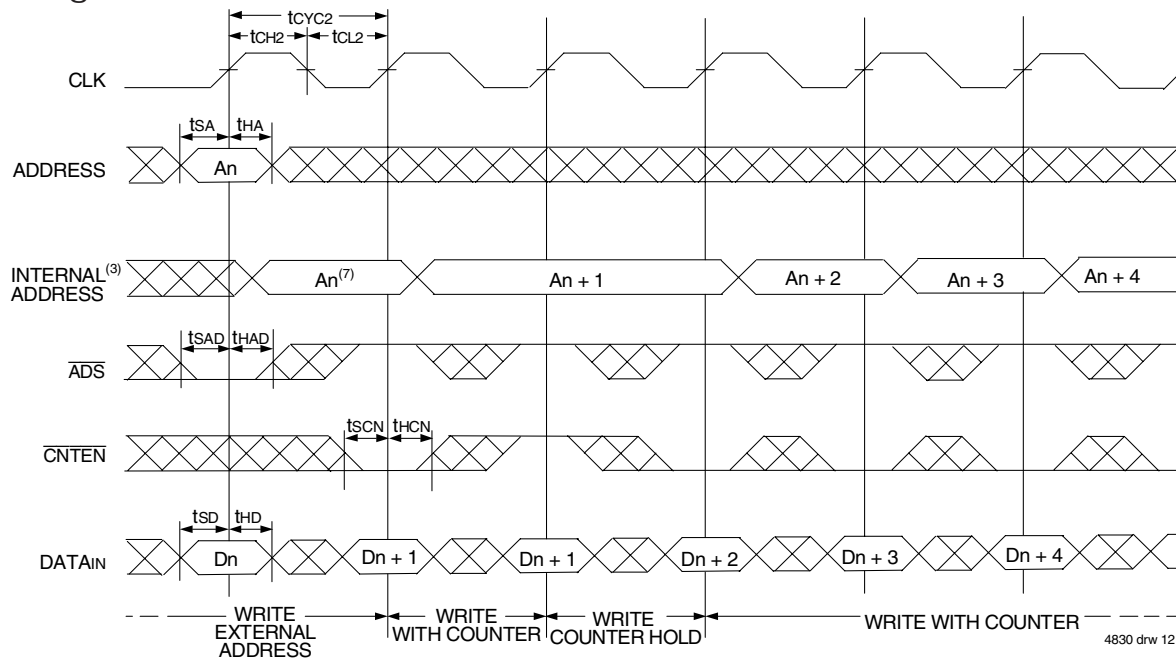 tCYC2
tCH2 tCL2
CLK
tSA tHA
ADDRESS An
INTERNAL(3)
ADDRESS
An(7) An + 1 An + 2 An + 3 An + 4
tSAD tHAD
ADS
tSCN tHCN
CNTEN
tSD tHD
DATAIN Dn Dn + 1 Dn + 1 Dn + 2 Dn + 3 Dn + 4
WRITE
EXTERNAL
ADDRESS
WRITE
WITH COUNTER
WRITE
COUNTER HOLD
WRITE WITH COUNTER
4830 drw 12